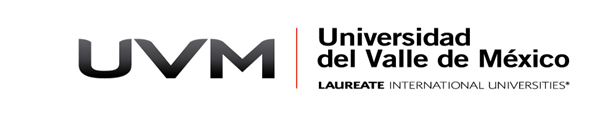 UVM
Universidad
del Valle de México
LAUREATE INTERNATIONAL UNIVERSITIES*